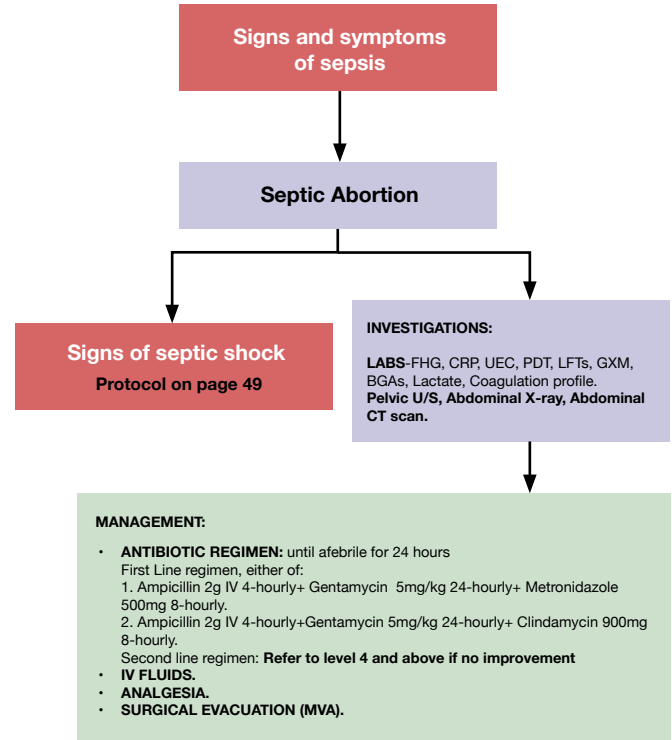 Signs and symptoms
of sepsis
Septic Abortion
Signs of septic shock
Protocol on page 49
INVESTIGATIONS:
LABS-FHG, CRP, UEC, PDT, LFTs, GXM,
BGAs, Lactate, Coagulation profile.
Pelvic U/S, Abdominal X-ray, Abdominal
CT scan.
MANAGEMENT:
• ANTIBIOTIC REGIMEN: until afebrile for 24 hours
First Line regimen, either of:
1. Ampicillin 2g IV 4-hourly+ Gentamycin 5mg/kg 24-hourly+ Metronidazole
500mg 8-hourly.
2. Ampicillin 2g IV 4-hourly+Gentamycin 5mg/kg 24-hourly+ Clindamycin 900mg
8-hourly.
Second line regimen: Refer to level 4 and above if no improvement
• IV FLUIDS.
• ANALGESIA.
• SURGICAL EVACUATION (MVA).